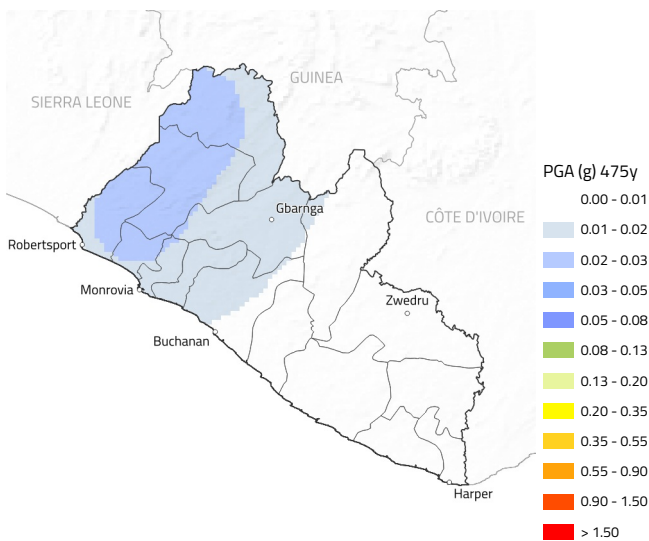 GUINEA
SIERRA LEONE
PGA (g) 475y
0.00 - 0.01
Gbarnga
CÔTE D'IVOIRE
0.01 - 0.02
Robertsport
0.02 - 0.03
Monrovia
0.03 - 0.05
Zwedru
0.05 - 0.08
Buchanan
0.08 - 0.13
0.13 - 0.20
0.20 - 0.35
0.35 - 0.55
0.55 - 0.90
Harper
0.90 - 1.50
> 1.50